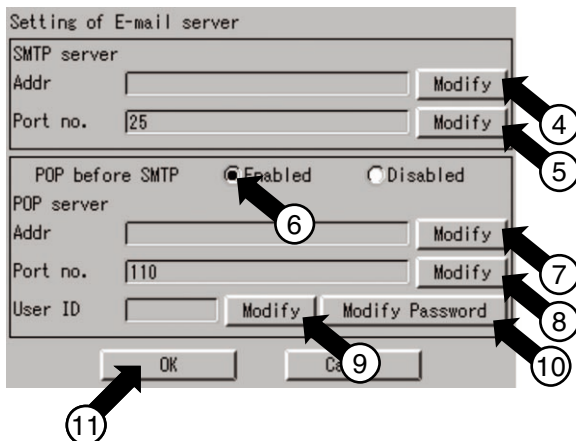 Setting of E-mail server
SMTP server
Addr Modify
④
Port no. 25 Modify
⑤
POP before SMTP Enabled Disabled
⑥
POP server
Addr Modify
⑦
Port no. 110 Modify
⑧
User ID Modify Modify Password
⑨ ⑩
OK
⑪